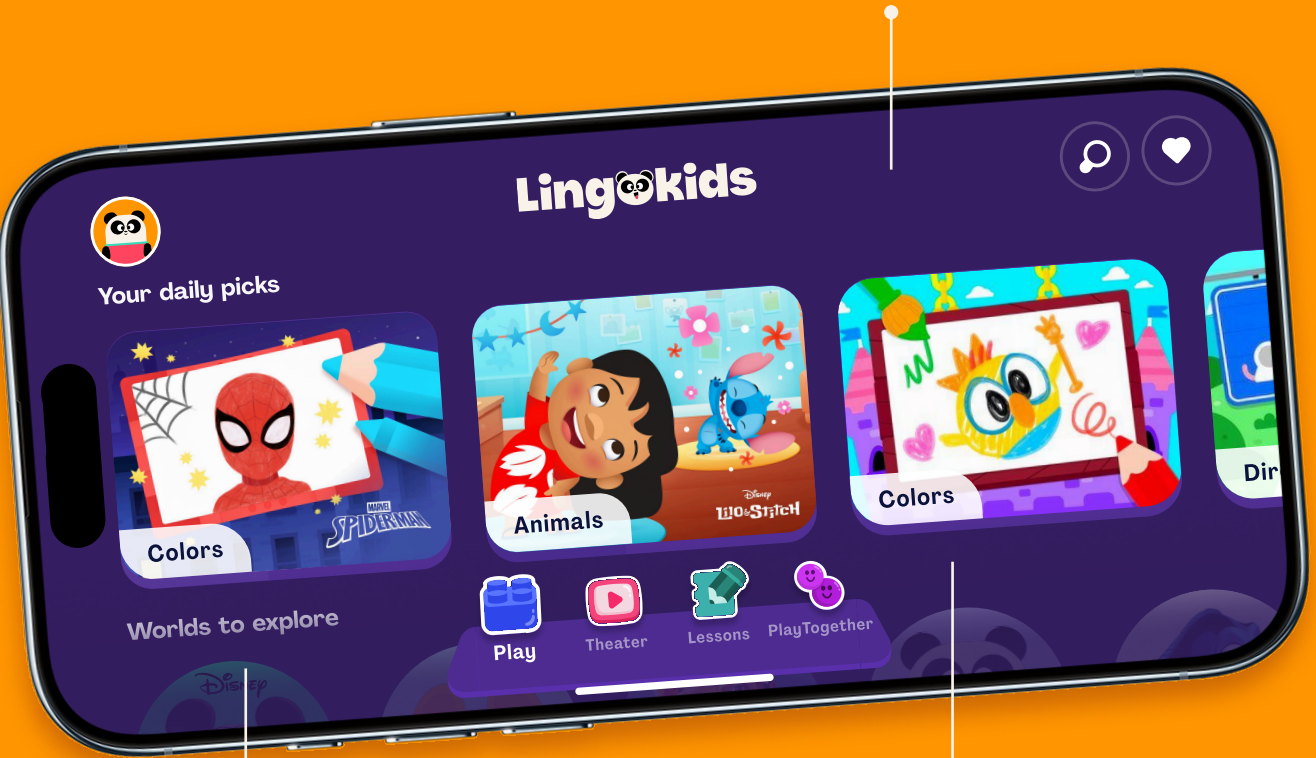 Lingokids
Your daily picks
Colors
MARVEL
SPIDER-MAN
Animals
Disney
LILO & STITCH
Colors
Dir
Worlds to explore
Disney
Play
Theater
Lessons
PlayTogether